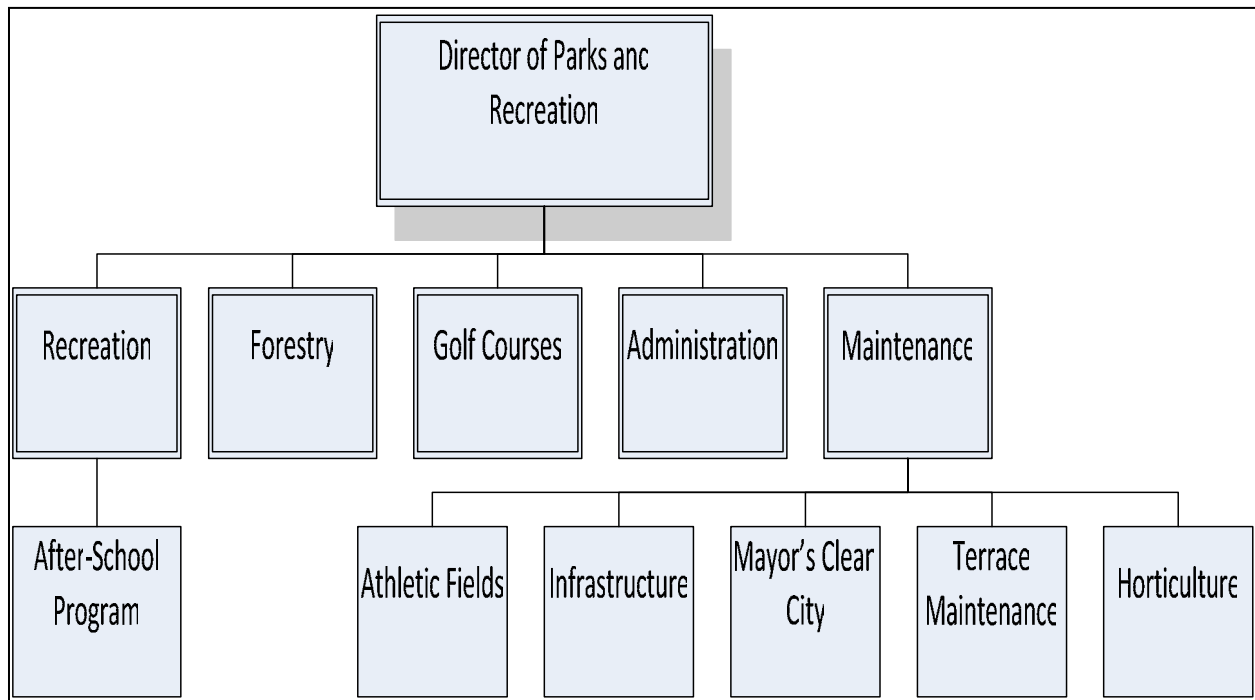 Director of Parks and
Recreation
Recreation
Forestry
Golf Courses
Administration
Maintenance
After-School
Program
Athletic Fields
Infrastructure
Mayor's Clear
City
Terrace
Maintenance
Horticulture